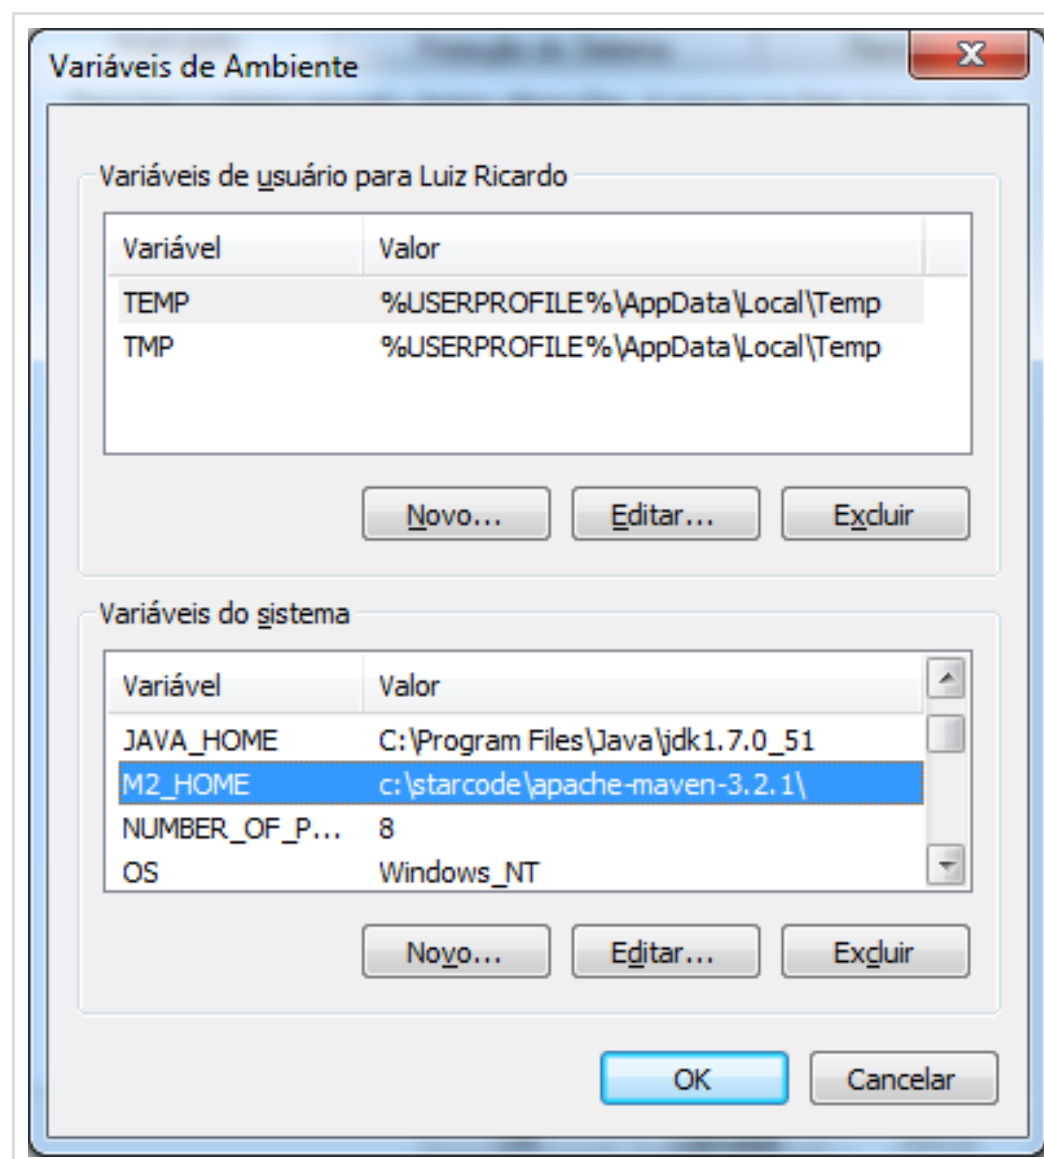 Variáveis de Ambiente
Variáveis de usuário para Luiz Ricardo
Variável Valor
TEMP %USERPROFILE%\AppData\Local\Temp
TMP %USERPROFILE%\AppData\Local\Temp
Novo... Editar... Excluir
Variáveis do sistema
Variável Valor
JAVA_HOME C:\Program Files\Java\jdk1.7.0_51
M2_HOME c:\starcode\apache-maven-3.2.1\
NUMBER_OF_P... 8
OS Windows_NT
Novo... Editar... Excluir
OK Cancelar